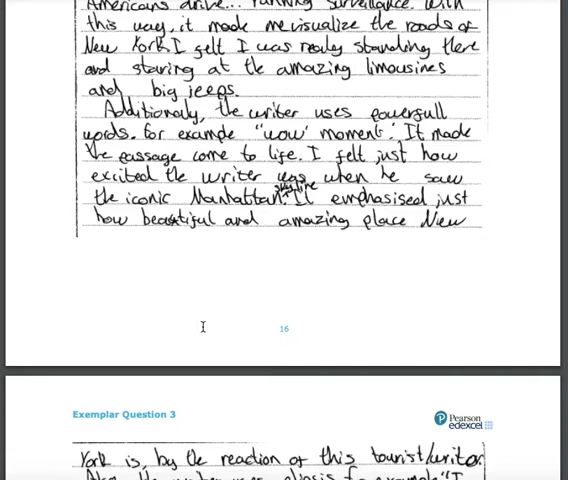 Americans drive... running surveillance. With
this way, it made me visualize the roads of
New York. I felt I was realy standing there
and staring at the amazing limousines
and big jeeps.
Additionaly, the writer uses powerfull
words. For example "wow' moment'. It made
the passage come to life. I felt just how
excited the writer was when he saw
skyline
the iconic Manhattan. It emphasised just
how beautiful and amazing place New
16
Exemplar Question 3
Pearson
edexcel
York is, by the reaction of this tourist/writer.